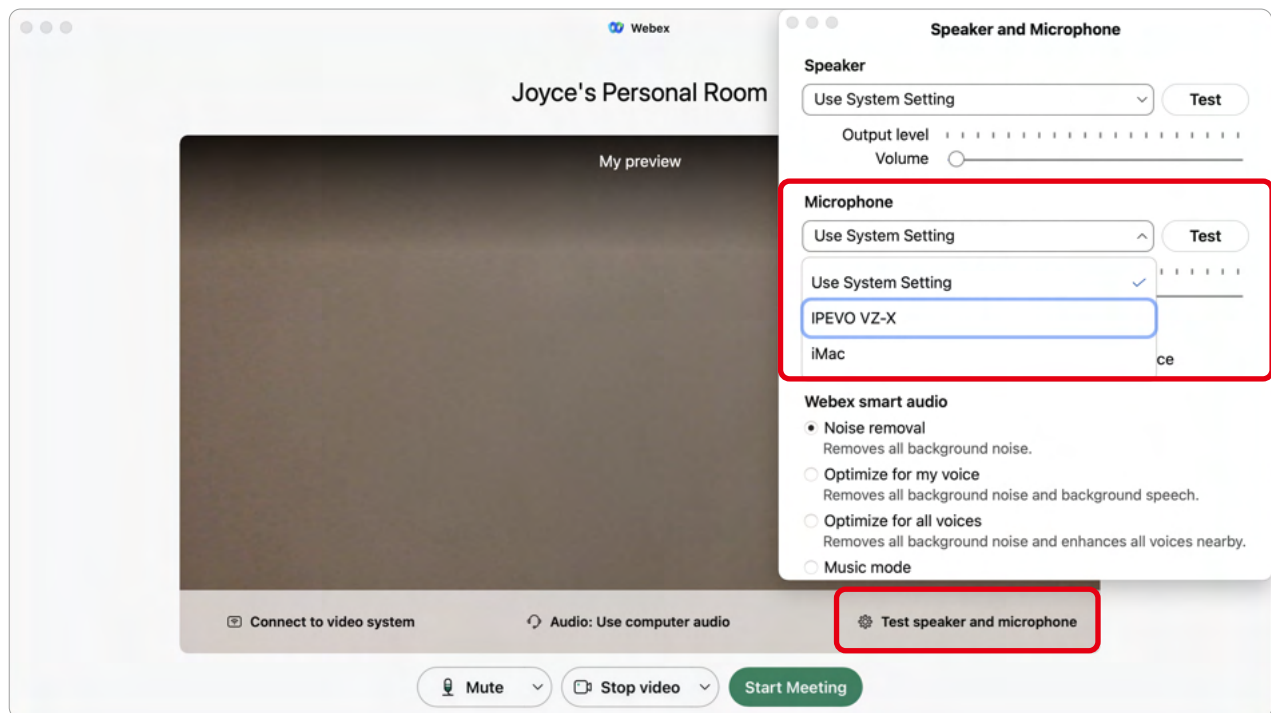 Webex
Joyce's Personal Room
My preview
Connect to video system
Audio: Use computer audio
Test speaker and microphone
Mute
Stop video
Start Meeting
Speaker and Microphone
Speaker
Use System Setting
Test
Output level
Volume
Microphone
Use System Setting
Test
Use System Setting
IPEVO VZ-X
iMac
ce
Webex smart audio
Noise removal
Removes all background noise.
Optimize for my voice
Removes all background noise and background speech.
Optimize for all voices
Removes all background noise and enhances all voices nearby.
Music mode